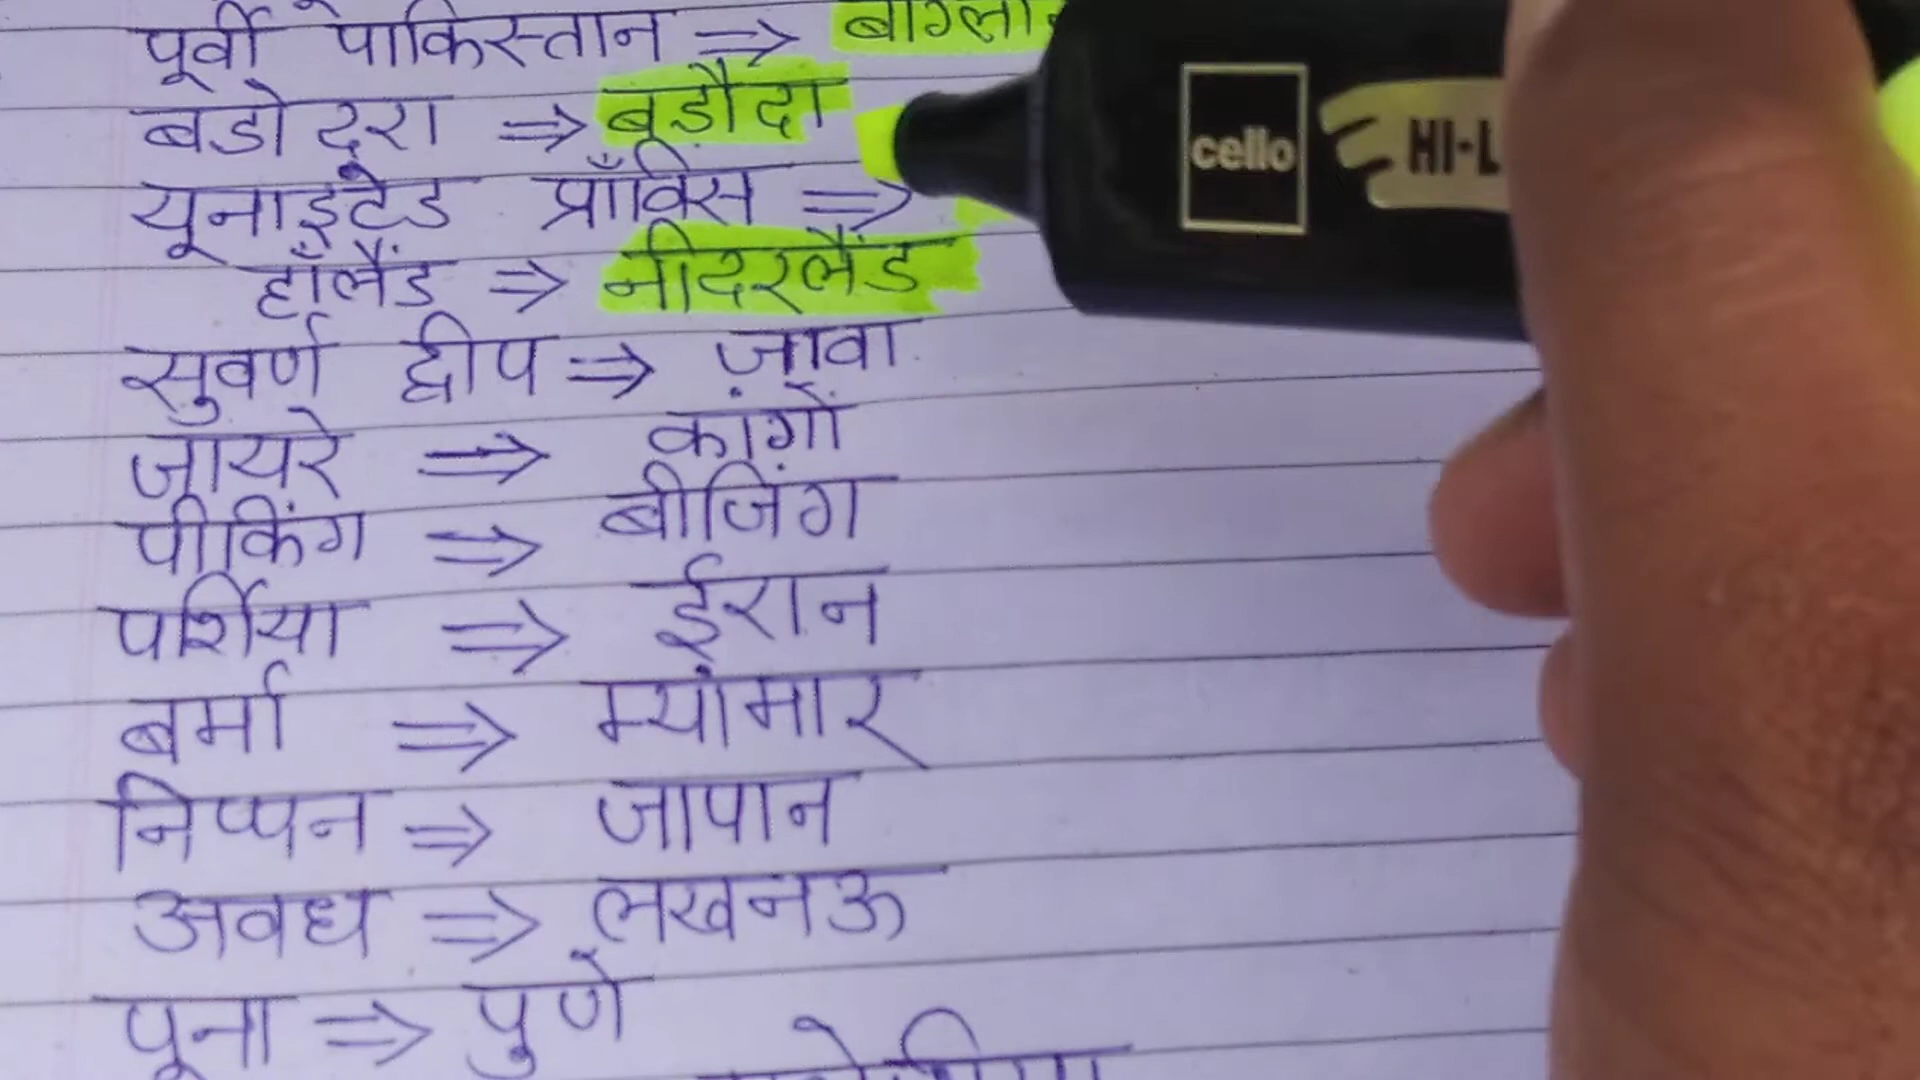 पूर्वी पाकिस्तान ⇒
बडोदरा ⇒ बड़ौदा
यूनाइटेड प्रॉविंस ⇒
हॉलैंड ⇒ नीदरलैंड
सुवर्ण द्वीप ⇒ ज़ावा
जायरे ⇒ कांगों
पीकिंग ⇒ बीजिंग
पर्शिया ⇒ ईरान
बर्मा ⇒ म्यांमार
निप्पन ⇒ जापान
अवध ⇒ लखनऊ
पूना ⇒ पुणे
cello HI-L